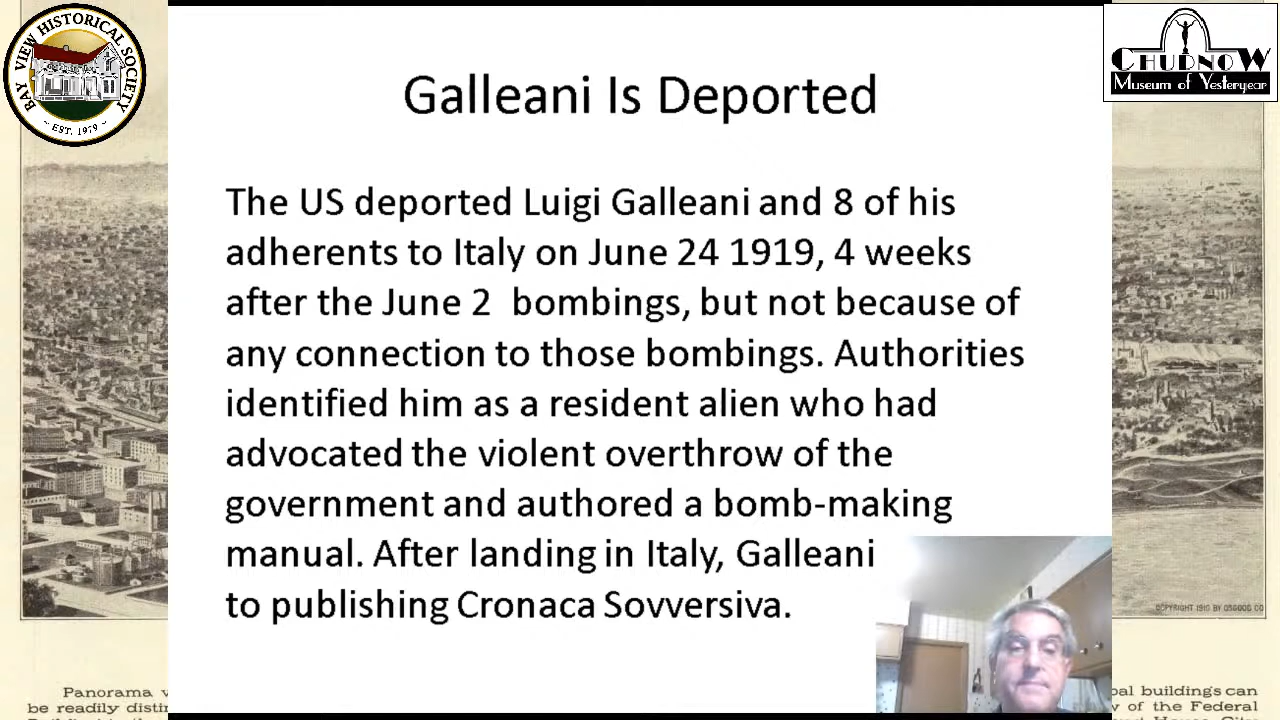 BAY VIEW HISTORICAL SOCIETY
~ EST. 1979 ~
CHUDNOW
Museum of Yesteryear
Galleani Is Deported
The US deported Luigi Galleani and 8 of his
adherents to Italy on June 24 1919, 4 weeks
after the June 2 bombings, but not because of
any connection to those bombings. Authorities
identified him as a resident alien who had
advocated the violent overthrow of the
government and authored a bomb-making
manual. After landing in Italy, Galleani
to publishing Cronaca Sovversiva.
COPYRIGHT 1910 BY OSGOOD CO
Panorama
buildings can
be readily
of the Federal